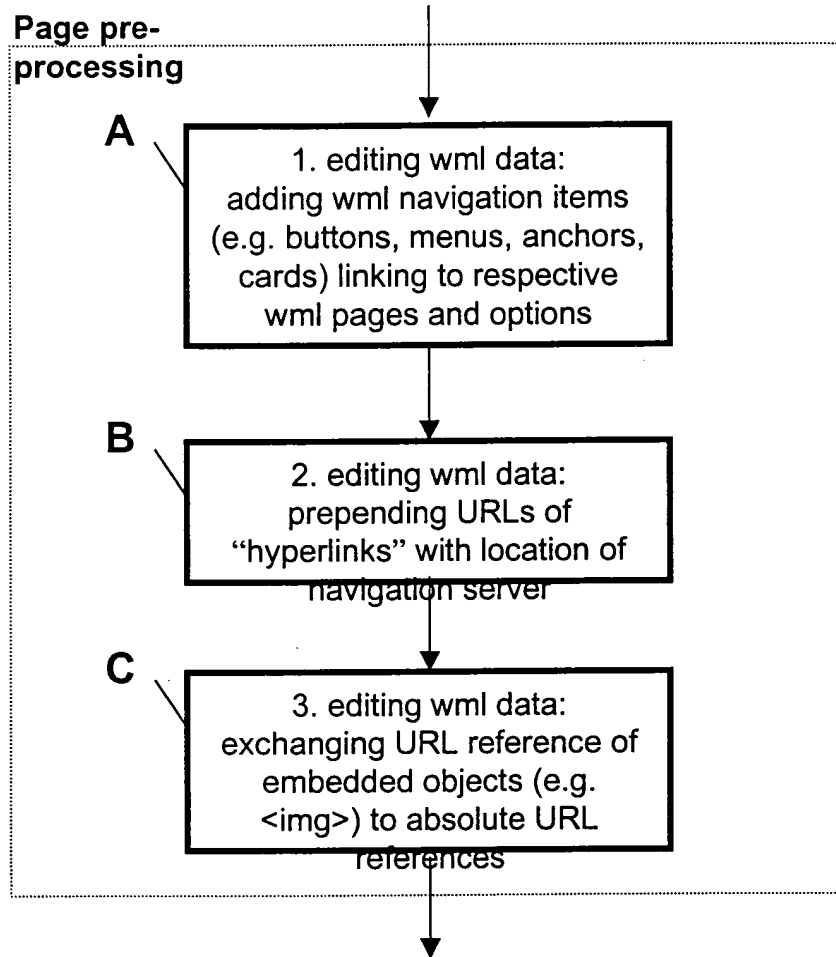 Page pre-
processing
A
1. editing wml data:
adding wml navigation items
(e.g. buttons, menus, anchors,
cards) linking to respective
wml pages and options
B
2. editing wml data:
prepending URLs of
“hyperlinks” with location of
navigation server
C
3. editing wml data:
exchanging URL reference of
embedded objects (e.g.
<img>) to absolute URL
references